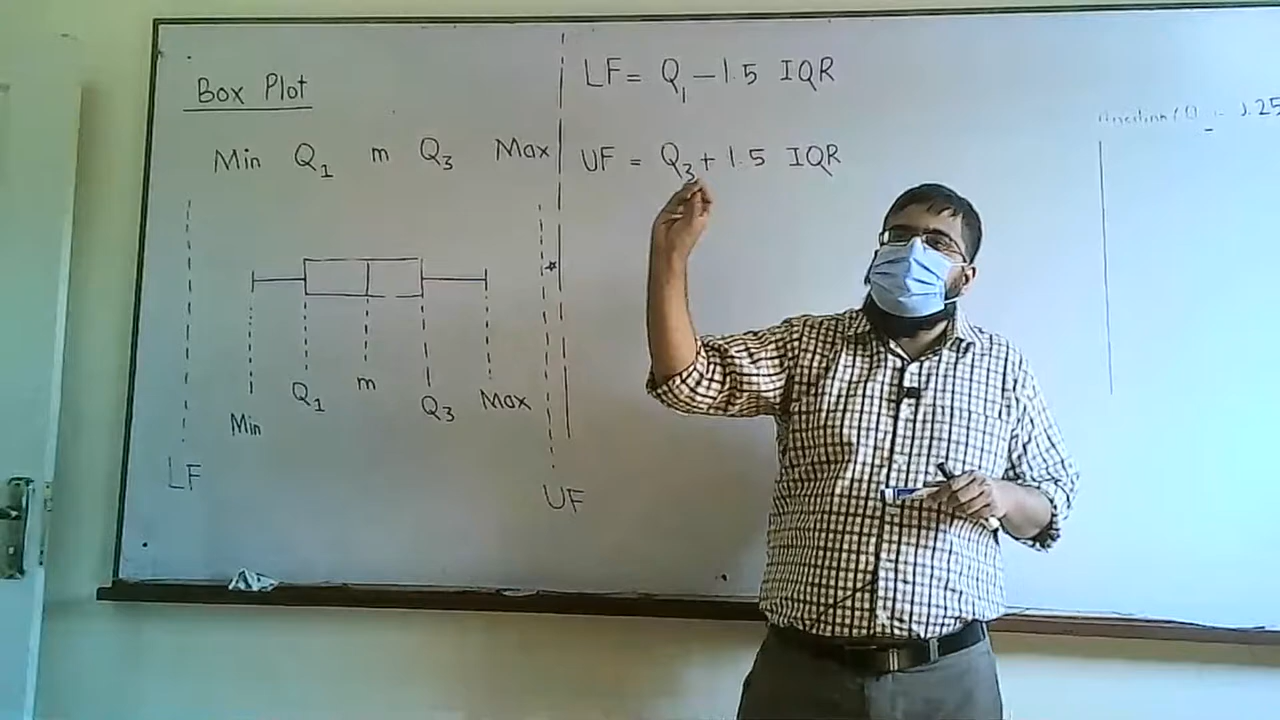 Box Plot
Min Q1 m Q3 Max
Min
Q1
m
Q3
Max
LF
UF
LF = Q1 - 1.5 IQR
UF = Q3 + 1.5 IQR